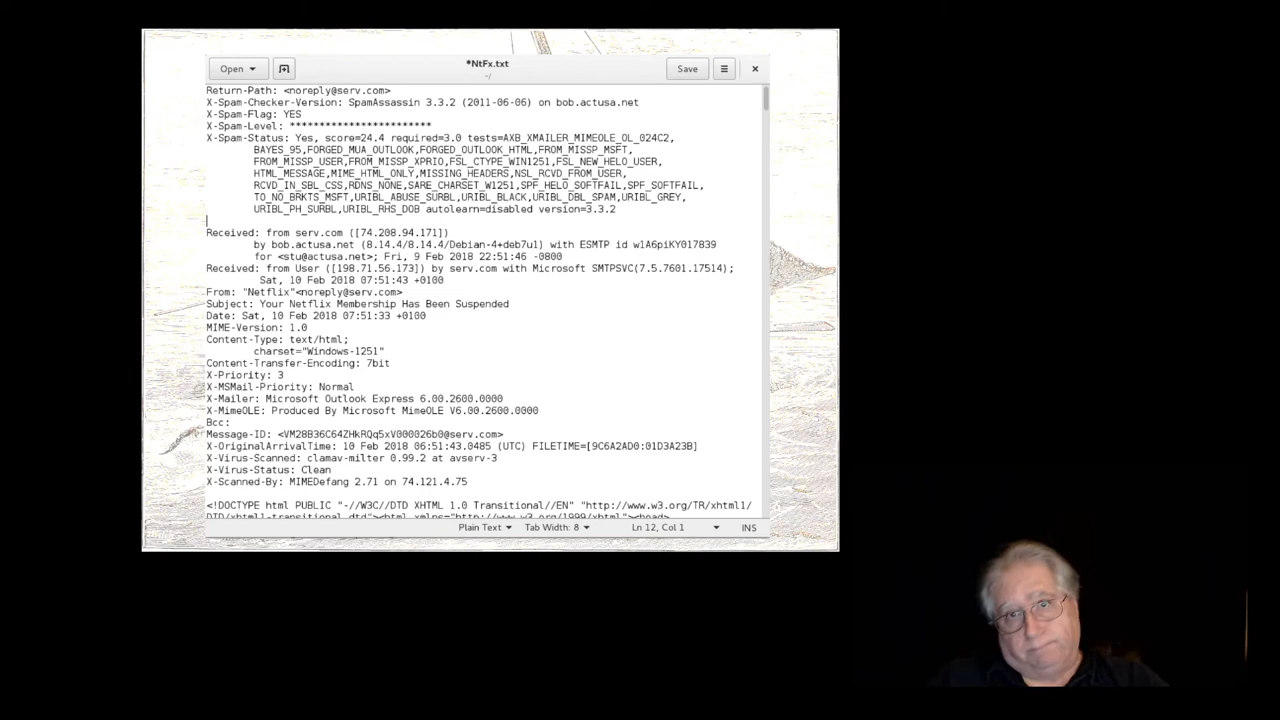 Open
*NtFx.txt
~/
Save
Return-Path: <noreply@serv.com>
X-Spam-Checker-Version: SpamAssassin 3.3.2 (2011-06-06) on bob.actusa.net
X-Spam-Flag: YES
X-Spam-Level: ************************
X-Spam-Status: Yes, score=24.4 required=3.0 tests=AXB_XMAILER_MIMEOLE_OL_024C2,
BAYES_95,FORGED_MUA_OUTLOOK,FORGED_OUTLOOK_HTML,FROM_MISSP_MSFT,
FROM_MISSP_USER,FROM_MISSP_XPRIO,FSL_CTYPE_WIN1251,FSL_NEW_HELO_USER,
HTML_MESSAGE,MIME_HTML_ONLY,MISSING_HEADERS,NSL_RCVD_FROM_USER,
RCVD_IN_SBL_CSS,RDNS_NONE,SARE_CHARSET_W1251,SPF_HELO_SOFTFAIL,SPF_SOFTFAIL,
TO_NO_BRKTS_MSFT,URIBL_ABUSE_SURBL,URIBL_BLACK,URIBL_DBL_SPAM,URIBL_GREY,
URIBL_PH_SURBL,URIBL_RHS_DOB autolearn=disabled version=3.3.2
Received: from serv.com ([74.208.94.171])
by bob.actusa.net (8.14.4/8.14.4/Debian-4+deb7u1) with ESMTP id w1A6piKY017839
for <stu@actusa.net>; Fri, 9 Feb 2018 22:51:46 -0800
Received: from User ([198.71.56.173]) by serv.com with Microsoft SMTPSVC(7.5.7601.17514);
Sat, 10 Feb 2018 07:51:43 +0100
From: "Netflix"<noreply@serv.com>
Subject: Your Netflix Membership Has Been Suspended
Date: Sat, 10 Feb 2018 07:51:33 +0100
MIME-Version: 1.0
Content-Type: text/html;
charset="Windows-1251"
Content-Transfer-Encoding: 7bit
X-Priority: 3
X-MSMail-Priority: Normal
X-Mailer: Microsoft Outlook Express 6.00.2600.0000
X-MimeOLE: Produced By Microsoft MimeOLE V6.00.2600.0000
Bcc:
Message-ID: <VM28B36C64ZHkRQq5xV000026b0@serv.com>
X-OriginalArrivalTime: 10 Feb 2018 06:51:43.0485 (UTC) FILETIME=[9C6A2AD0:01D3A23B]
X-Virus-Scanned: clamav-milter 0.99.2 at avserv-3
X-Virus-Status: Clean
X-Scanned-By: MIMEDefang 2.71 on 74.121.4.75
<!DOCTYPE html PUBLIC "-//W3C//DTD XHTML 1.0 Transitional//EN" "http://www.w3.org/TR/xhtml1/
DTD/xhtml1-transitional.dtd"><html xmlns="http://www.w3.org/1999/xhtml"><head>
Plain Text
Tab Width: 8
Ln 12, Col 1
INS